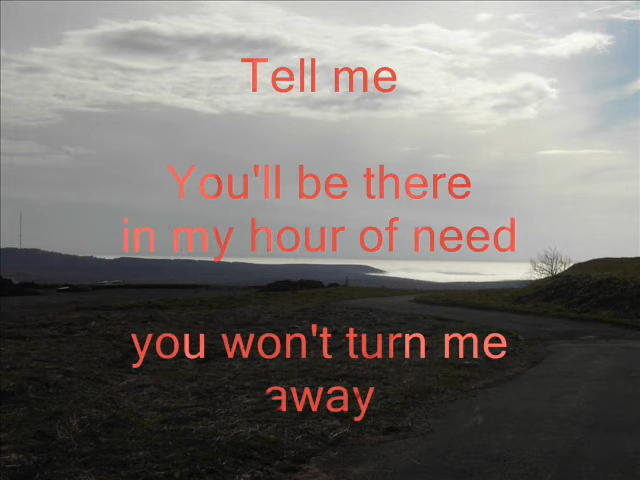 Tell me
You'll be there
in my hour of need
you won't turn me
away